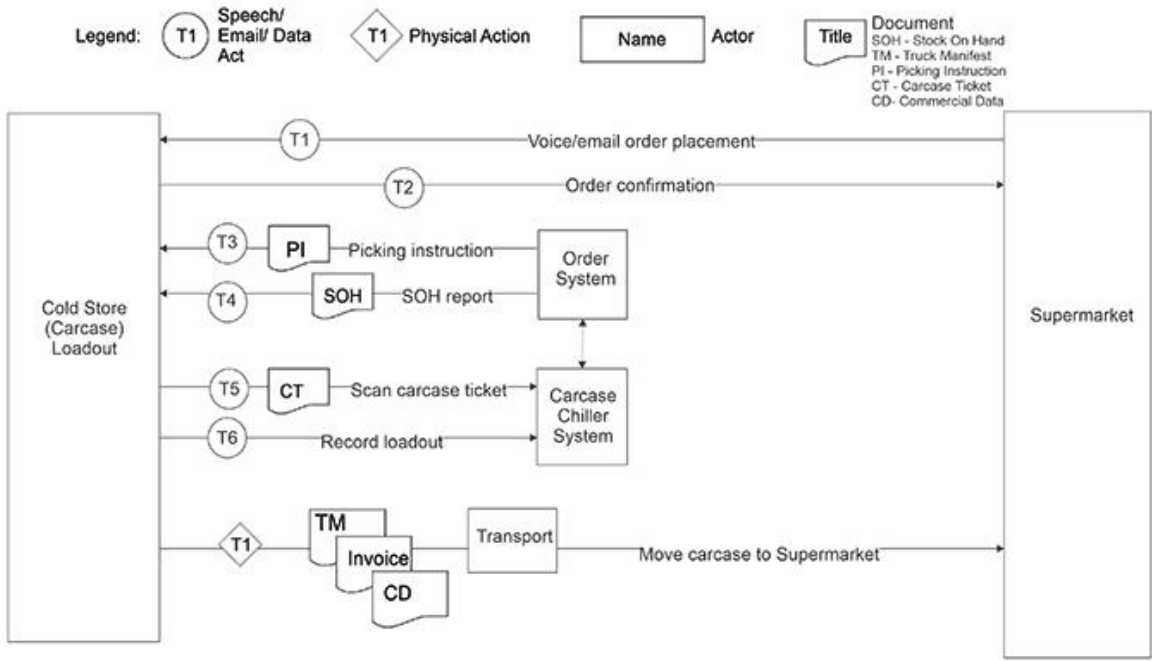 Legend:
T1
Speech/
Email/ Data
Act
T1
Physical Action
Name
Actor
Title
Document
SOH - Stock On Hand
TM - Truck Manifest
PI - Picking Instruction
CT - Carcase Ticket
CD- Commercial Data
Cold Store
(Carcase)
Loadout
Supermarket
T1
Voice/email order placement
T2
Order confirmation
T3
PI
Picking instruction
Order
System
T4
SOH
SOH report
T5
CT
Scan carcase ticket
Carcase
Chiller
System
T6
Record loadout
T1
TM
Invoice
CD
Transport
Move carcase to Supermarket